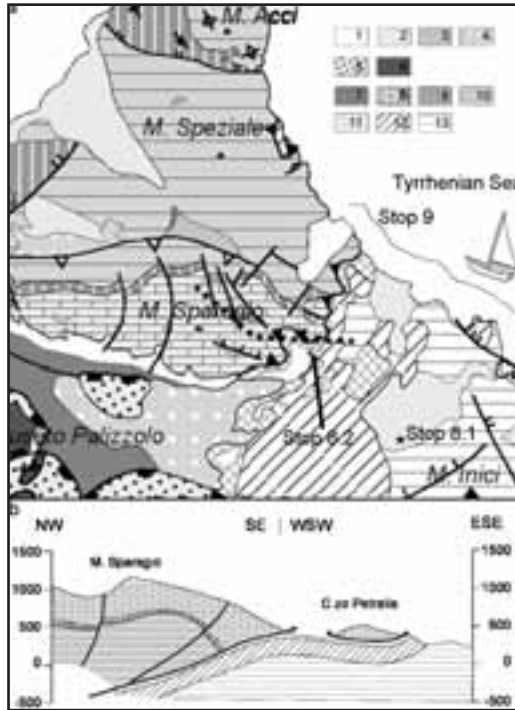 a
M. Acci
1 2 3 4
5 6
7 8 9 10
11 12 13
M. Speziale
Tyrrhenian Sea
Stop 9
M. Sparagio
Stop 8.2
Stop 8.1
Palizzolo
M. Inici
b
NW SE | WSW ESE
1500 1500
M. Sparagio
1000 1000
C.zo Petralia
500 500
0 0
-500 -500